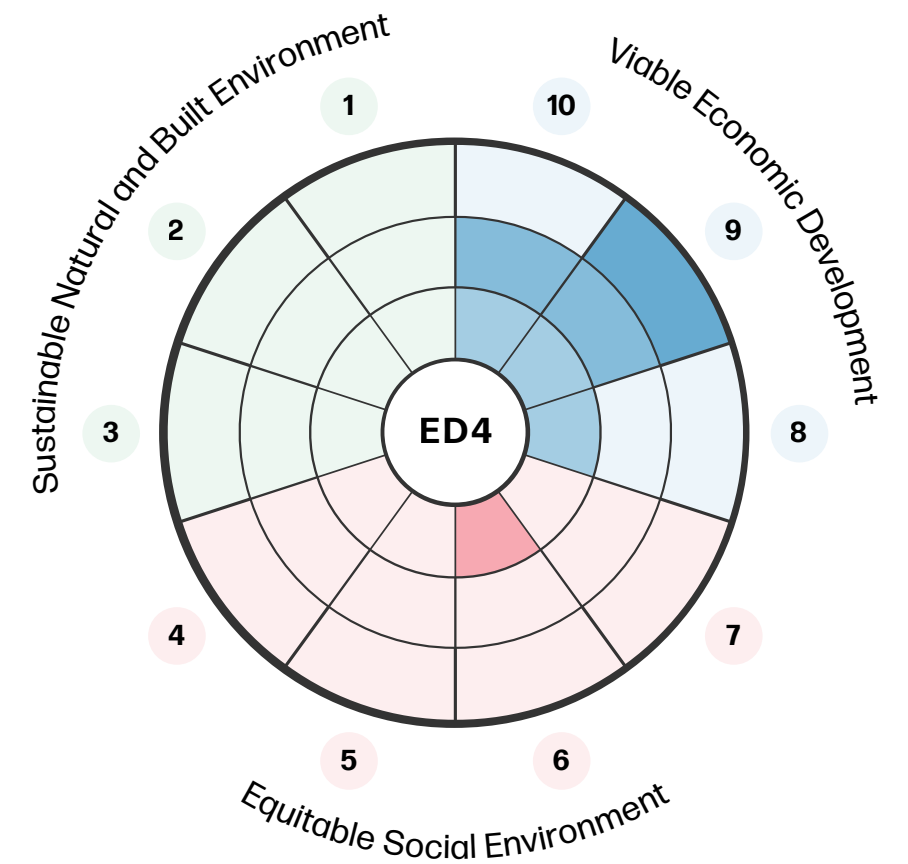 Sustainable Natural and Built Environment
Viable Economic Development
1
10
2
9
3
ED4
8
4
7
5
6
Equitable Social Environment